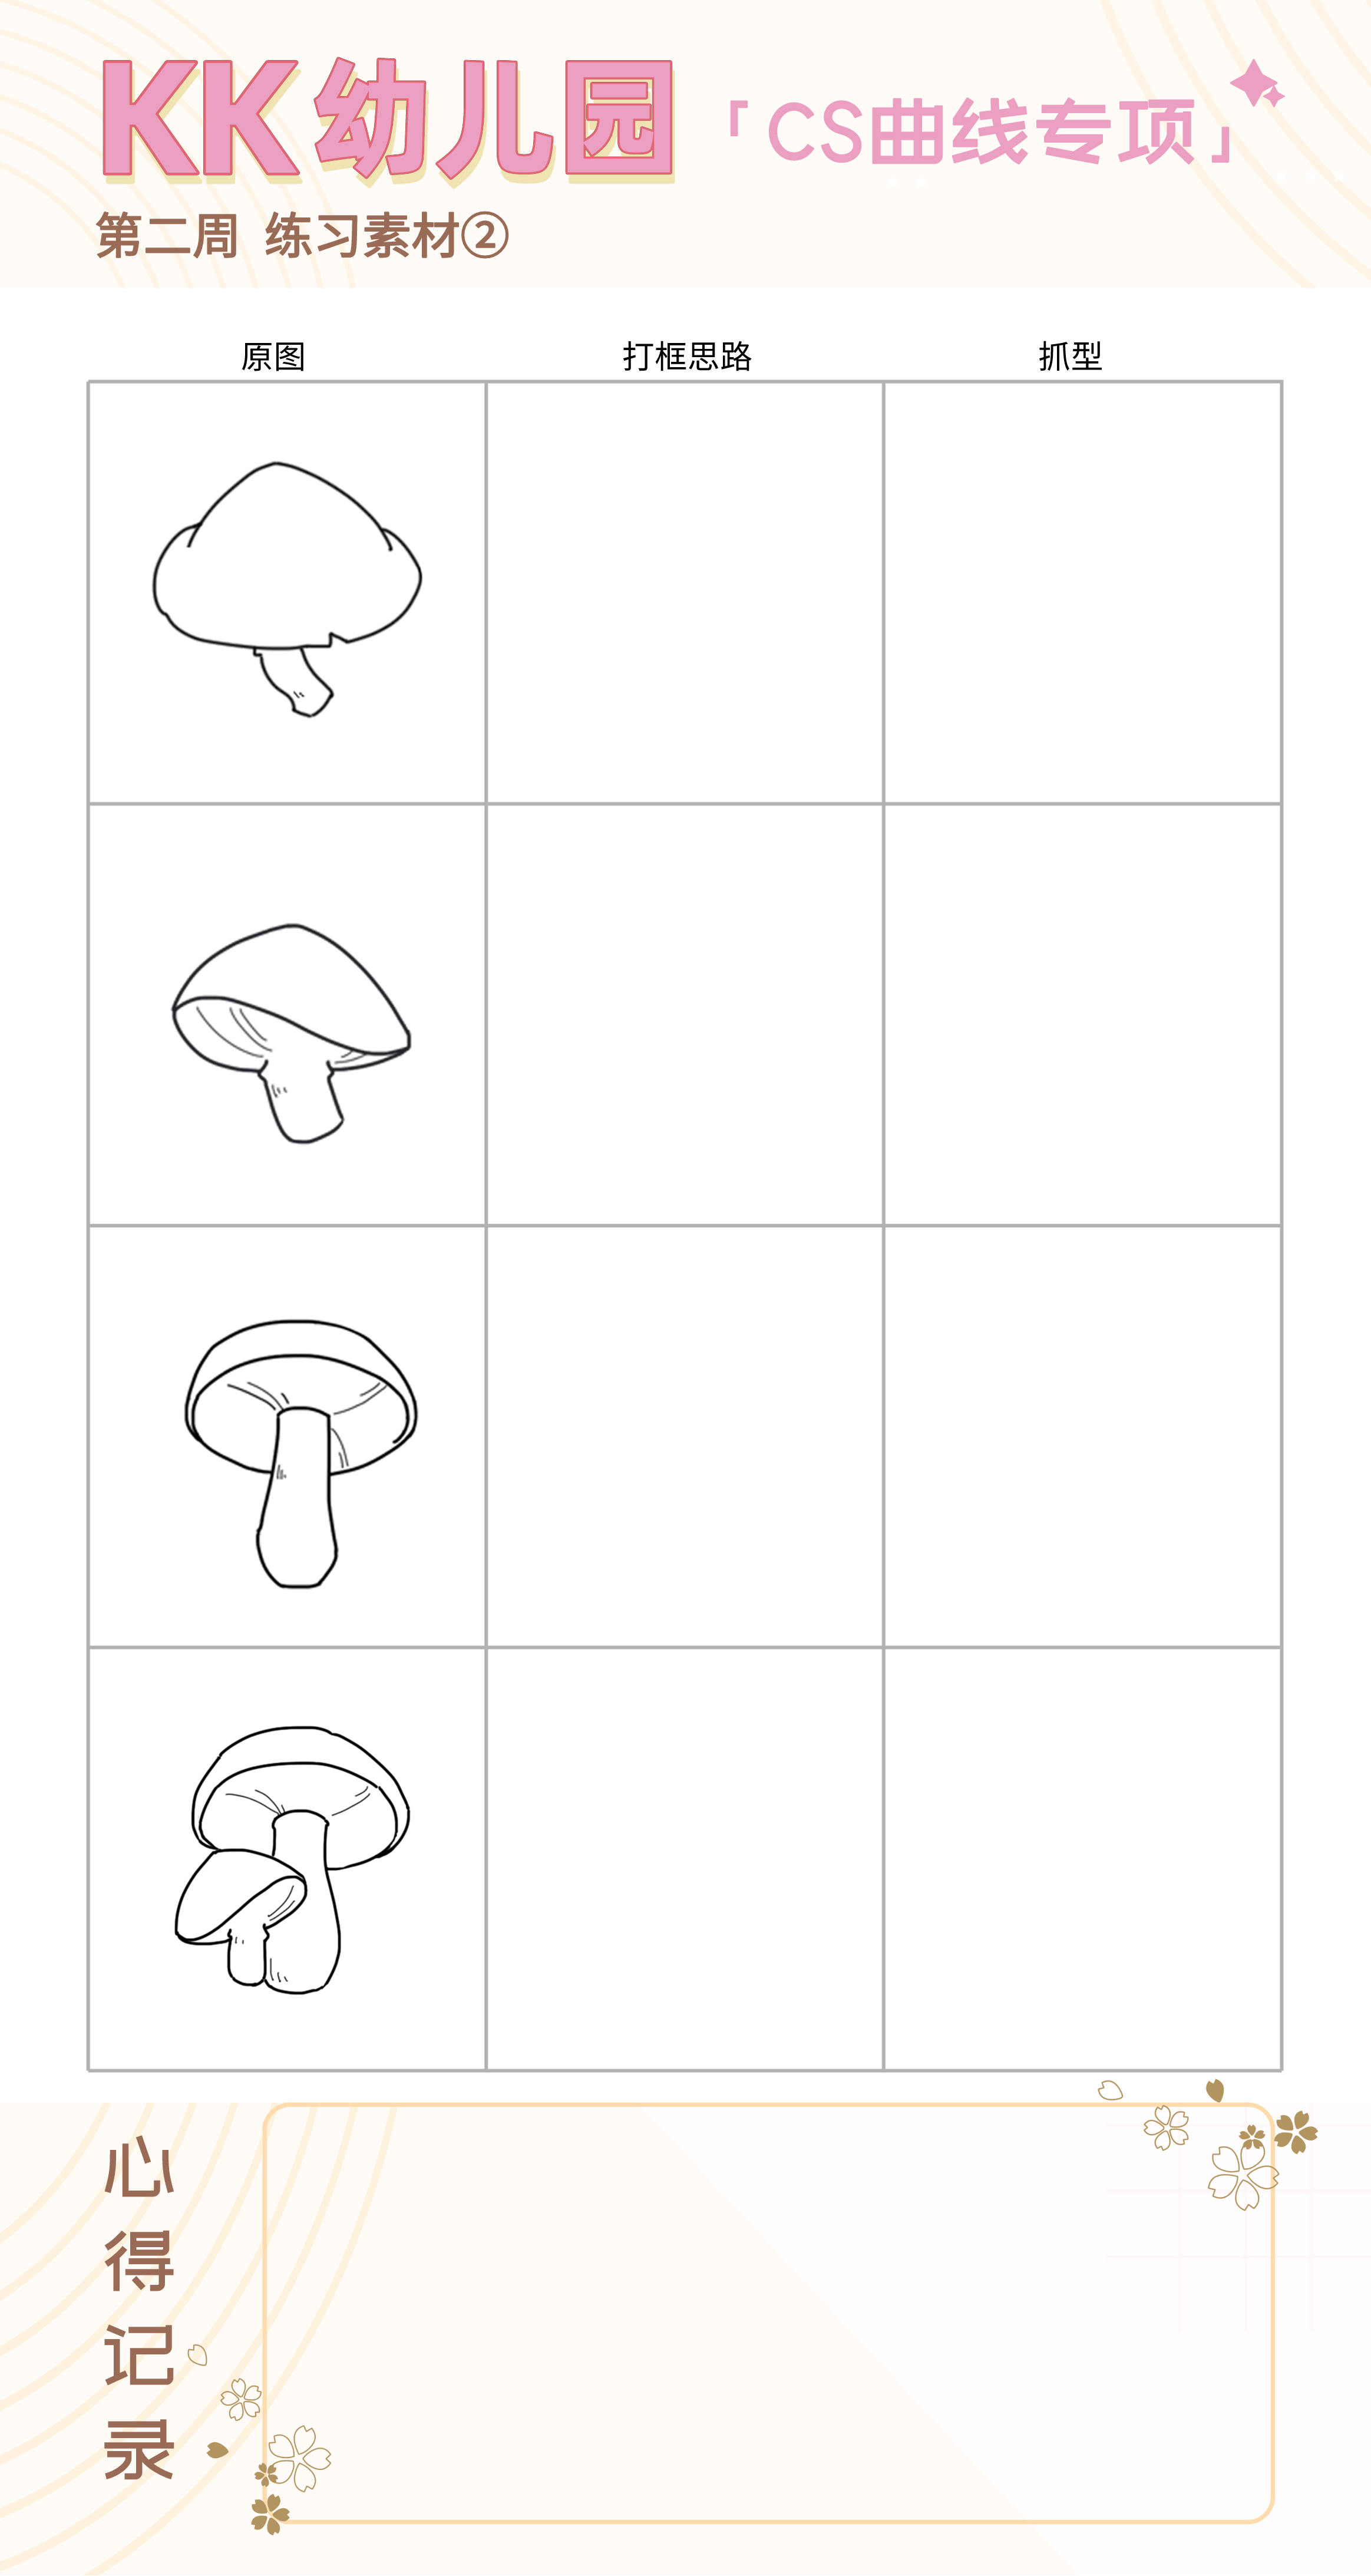 KK幼儿园「CS曲线专项」
第二周 练习素材②
原图 打框思路 抓型
心
得
记
录